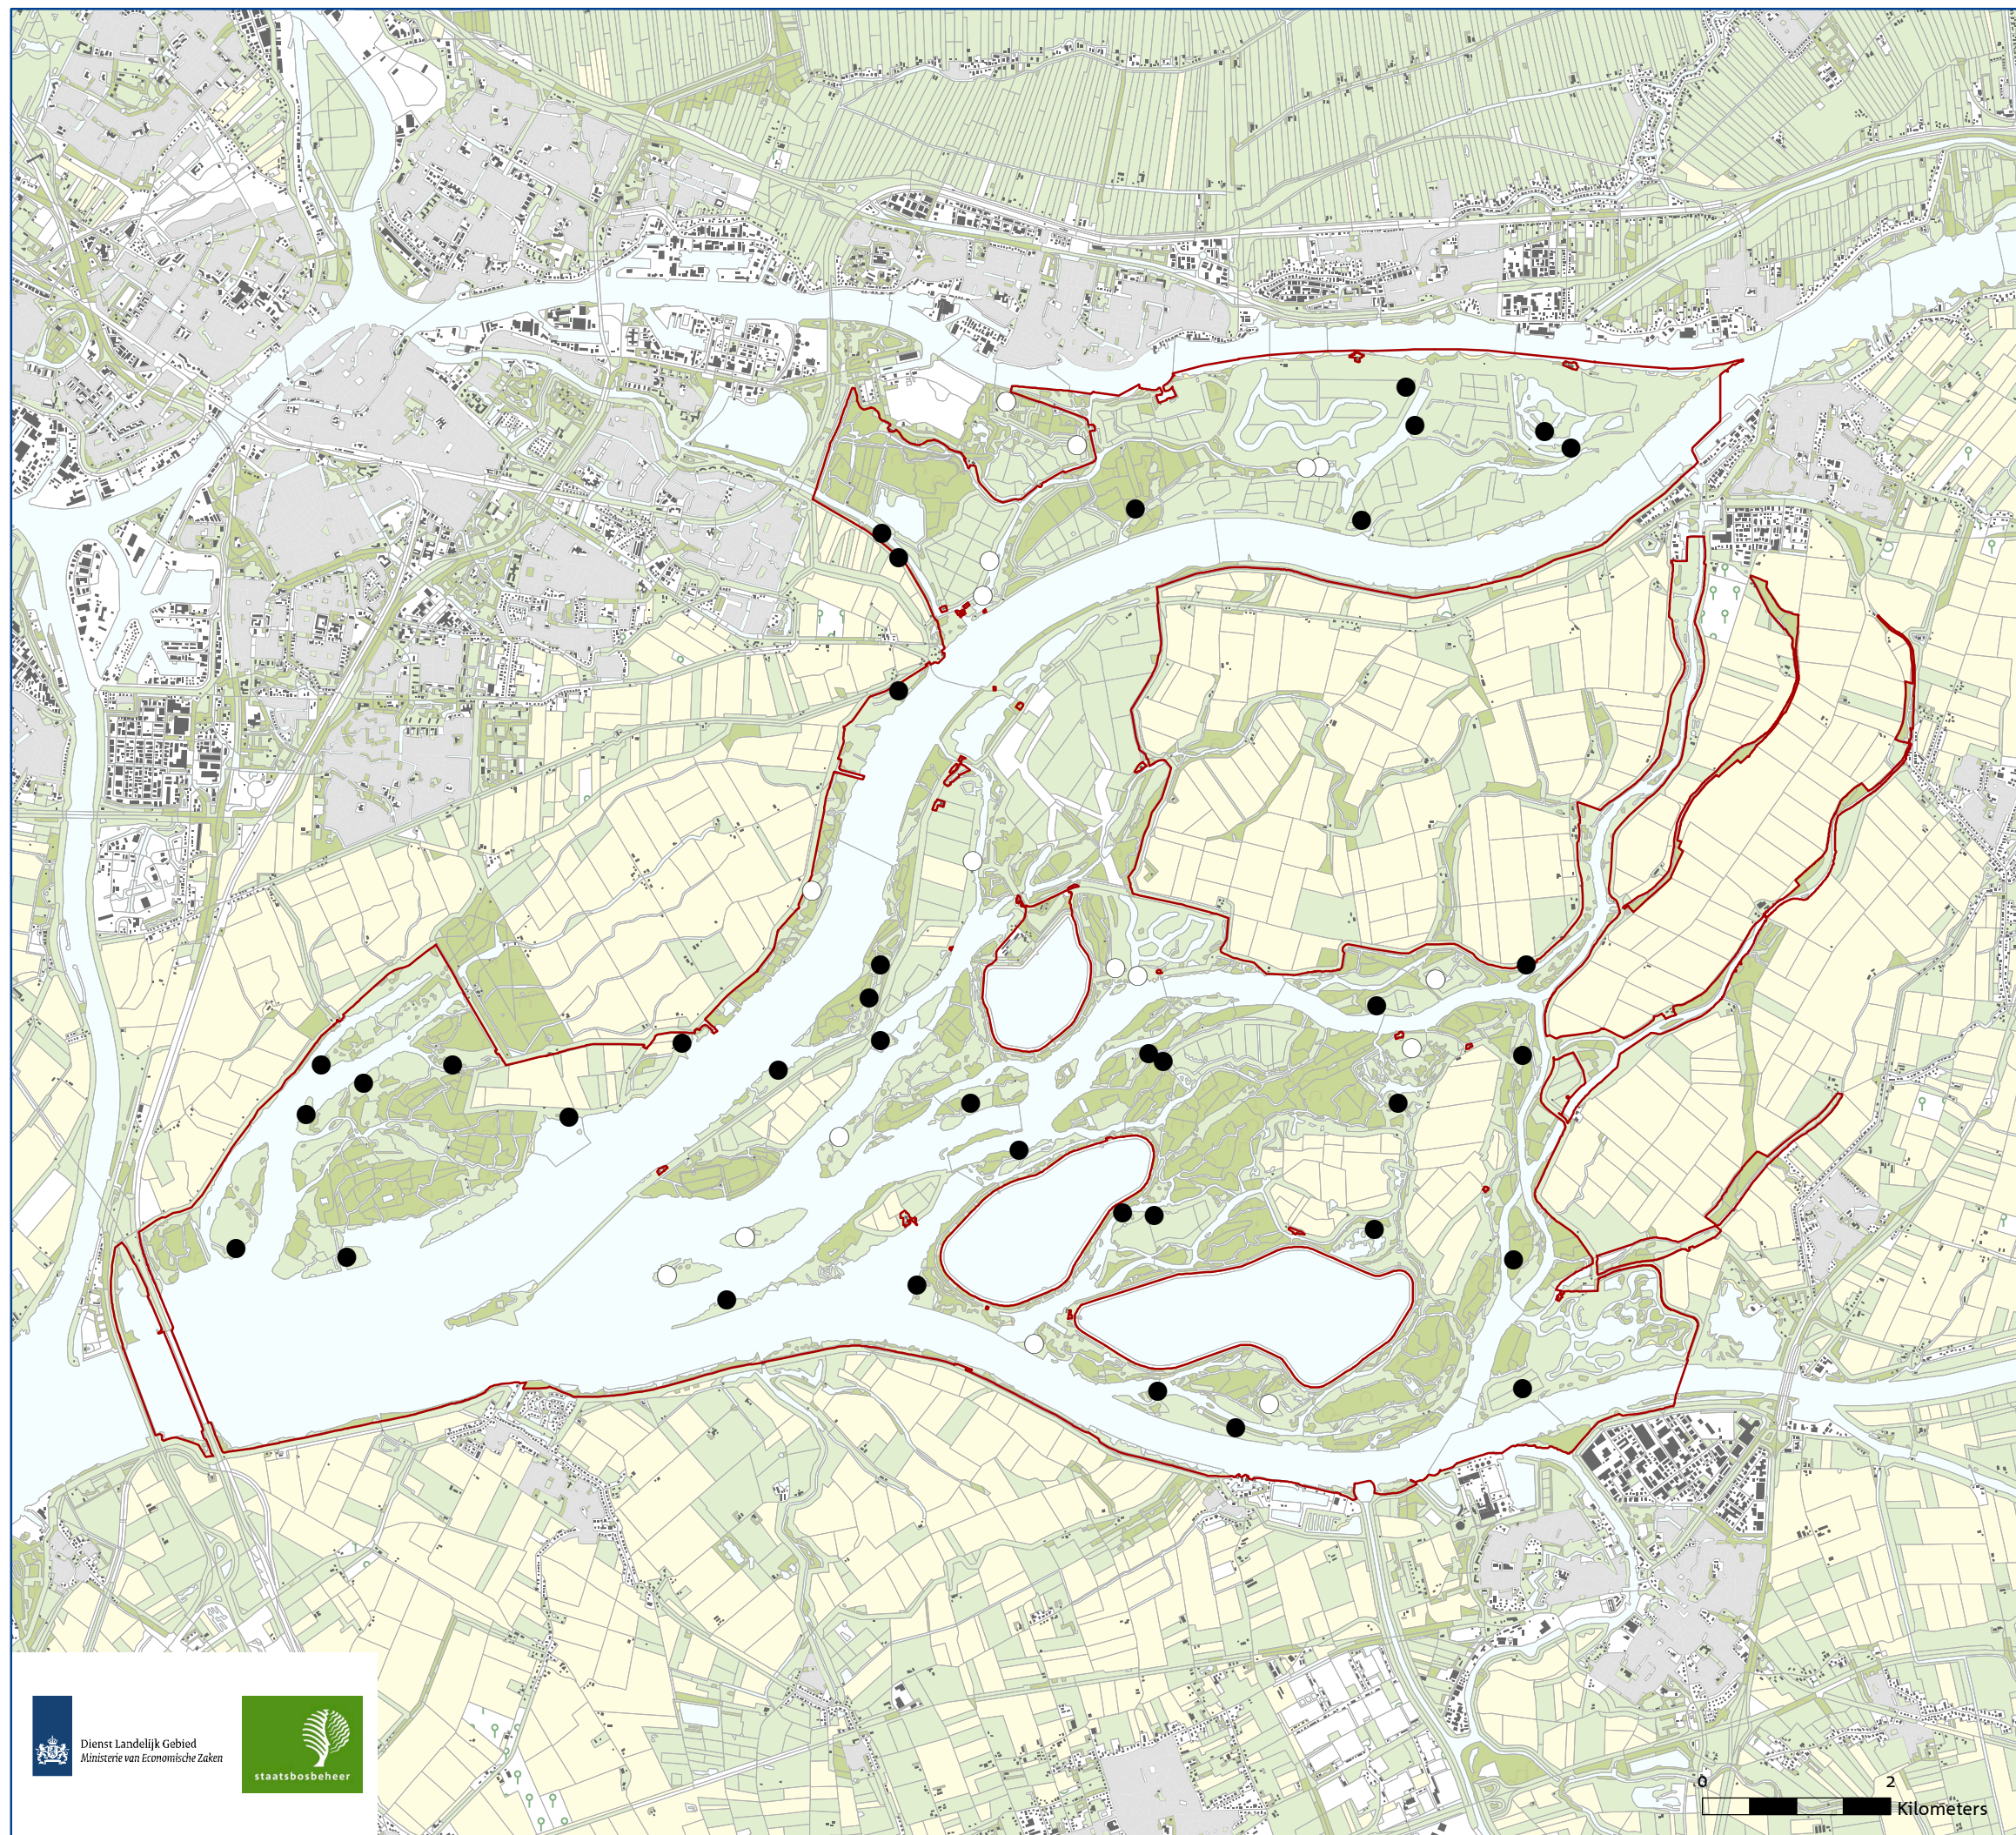 Dienst Landelijk Gebied
Ministerie van Economische Zaken
staatsbosbeheer
0 2
Kilometers